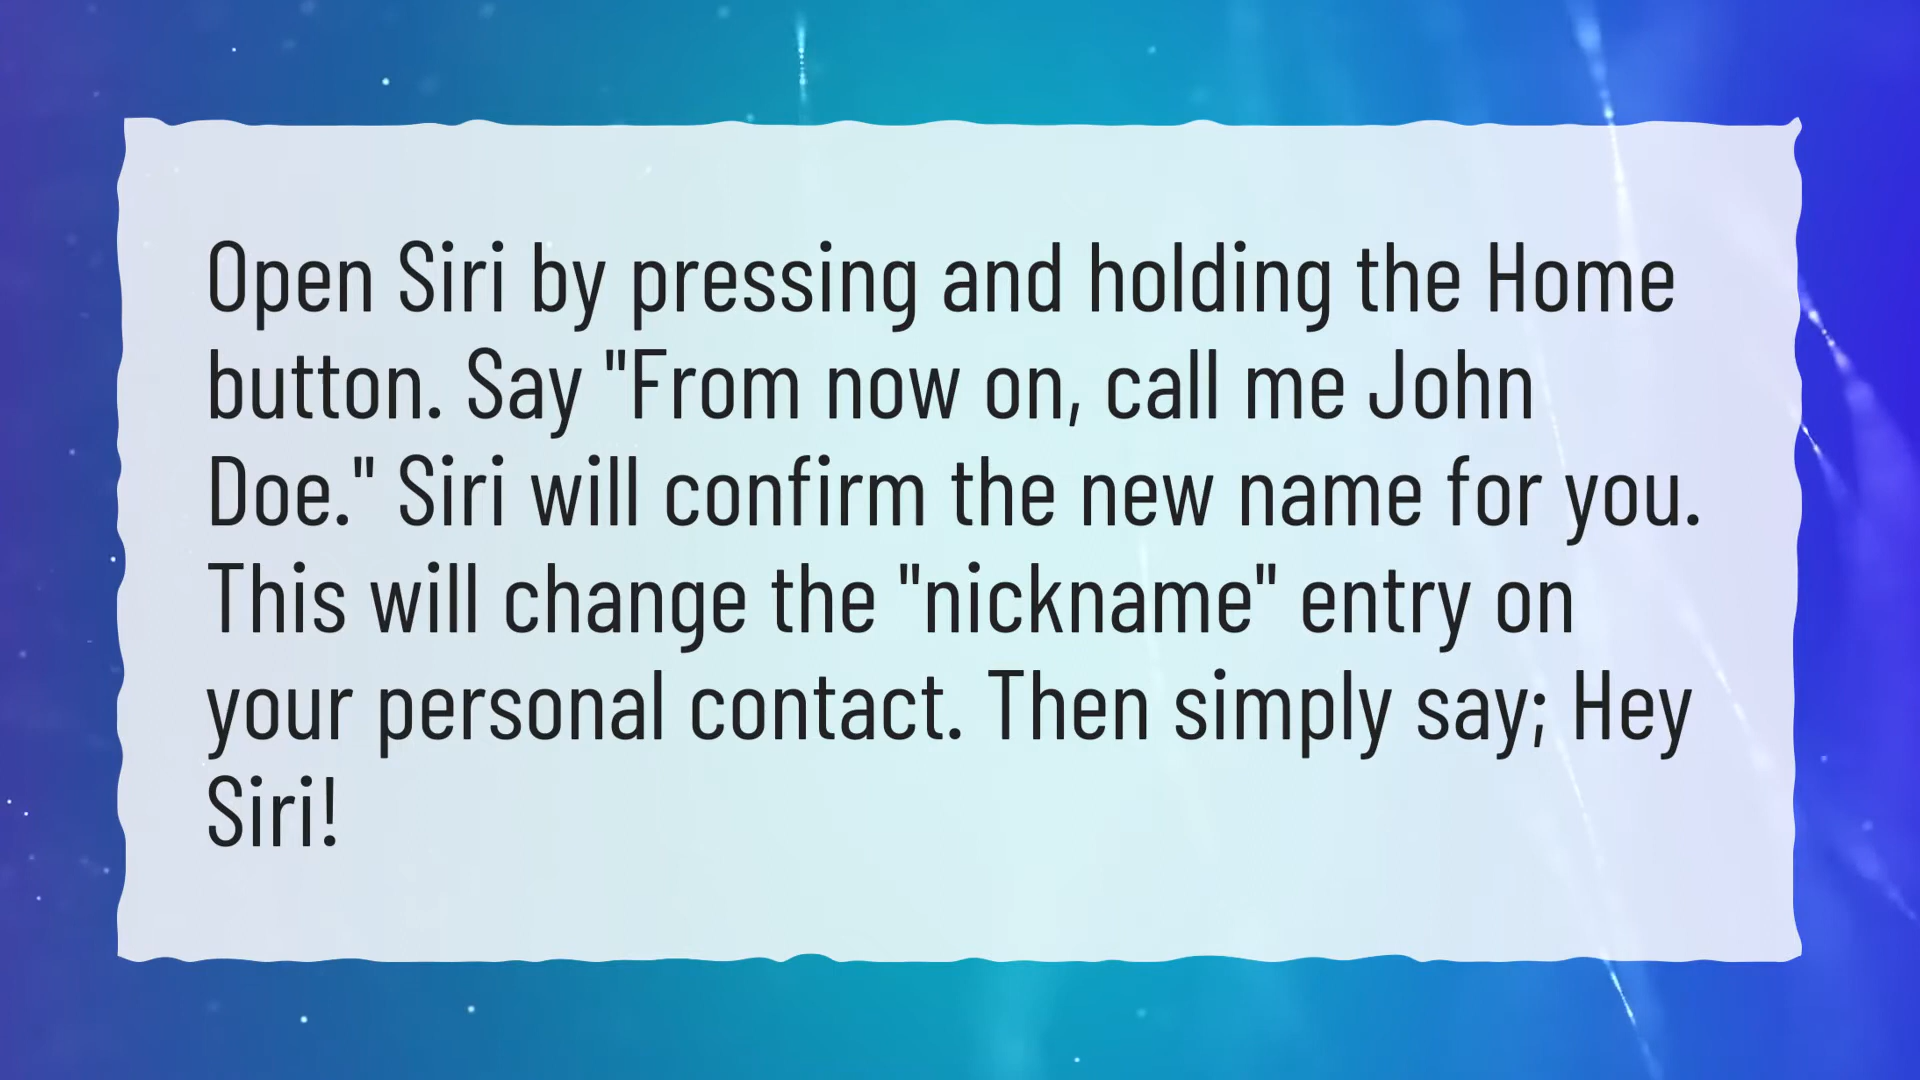 Open Siri by pressing and holding the Home
button. Say "From now on, call me John
Doe." Siri will confirm the new name for you.
This will change the "nickname" entry on
your personal contact. Then simply say; Hey
Siri!